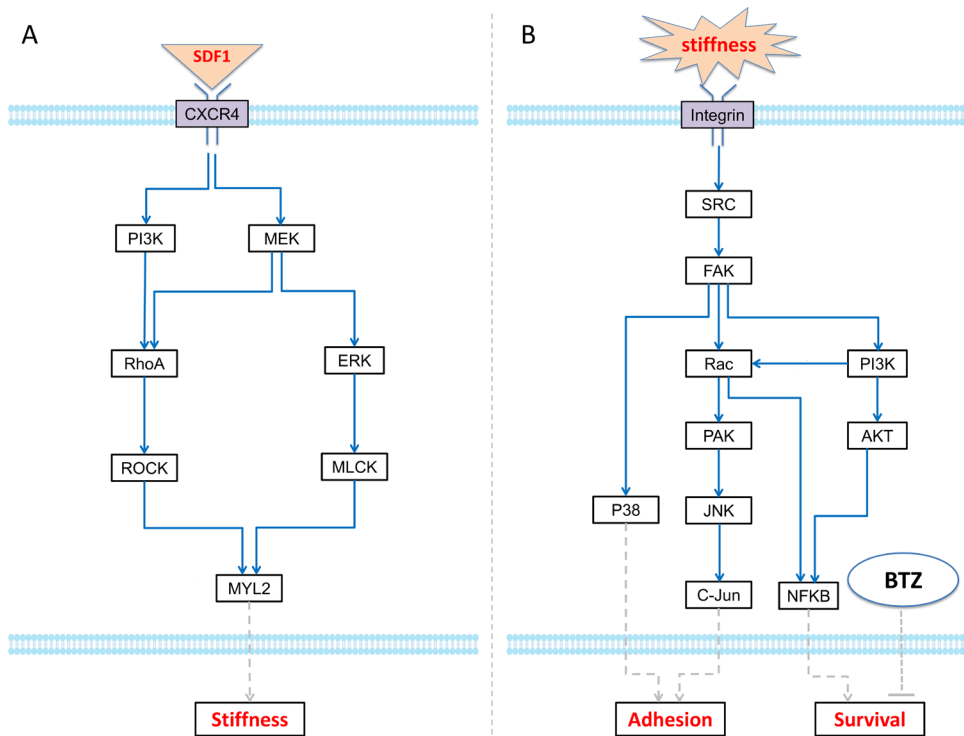 A
SDF1
CXCR4
PI3K
MEK
RhoA
ERK
ROCK
MLCK
MYL2
Stiffness
B
stiffness
Integrin
SRC
FAK
Rac
PI3K
PAK
AKT
P38
JNK
C-Jun
NFKB
BTZ
Adhesion
Survival